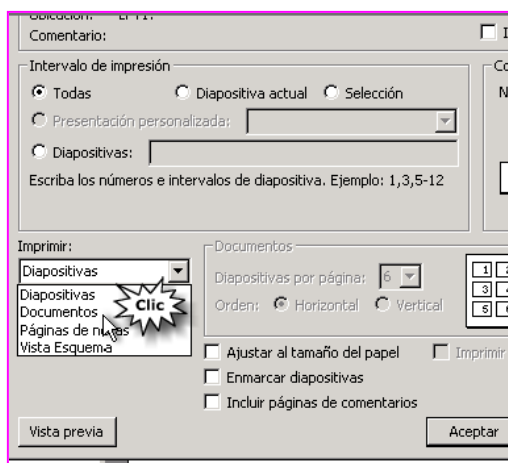 Ubicación: LPT1:
Comentario:
I
Intervalo de impresión
Co
Todas Diapositiva actual Selección
N
Presentación personalizada:
Diapositivas:
Escriba los números e intervalos de diapositiva. Ejemplo: 1,3,5-12
Imprimir:
Documentos
Diapositivas
Diapositivas por página: 6
1 2
Diapositivas
Clic
Orden: Horizontal Vertical
3 4
Documentos
5 6
Páginas de notas
Vista Esquema
Ajustar al tamaño del papel Imprimir
Enmarcar diapositivas
Incluir páginas de comentarios
Vista previa
Aceptar